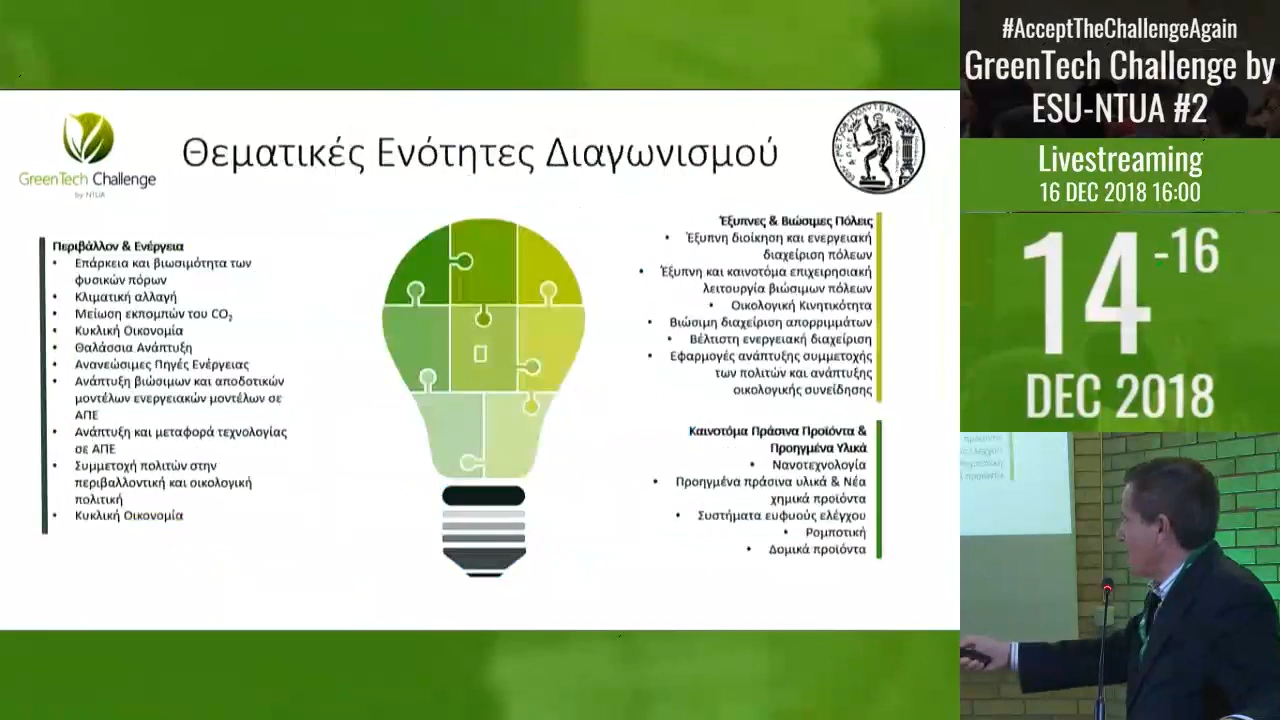 GreenTech Challenge
by NTUA
Θεματικές Ενότητες Διαγωνισμού
Περιβάλλον & Ενέργεια
• Επάρκεια και βιωσιμότητα των
φυσικών πόρων
• Κλιματική αλλαγή
• Μείωση εκπομπών του CO₂
• Κυκλική Οικονομία
• Θαλάσσια Ανάπτυξη
• Ανανεώσιμες Πηγές Ενέργειας
• Ανάπτυξη βιώσιμων και αποδοτικών
μοντέλων ενεργειακών μοντέλων σε
ΑΠΕ
• Ανάπτυξη και μεταφορά τεχνολογίας
σε ΑΠΕ
• Συμμετοχή πολιτών στην
περιβαλλοντική και οικολογική
πολιτική
• Κυκλική Οικονομία
Έξυπνες & Βιώσιμες Πόλεις
• Έξυπνη διοίκηση και ενεργειακή
διαχείριση πόλεων
• Έξυπνη και καινοτόμα επιχειρησιακή
λειτουργία βιώσιμων πόλεων
• Οικολογική Κινητικότητα
• Βιώσιμη διαχείριση απορριμμάτων
• Βέλτιστη ενεργειακή διαχείριση
• Εφαρμογές ανάπτυξης συμμετοχής
των πολιτών και ανάπτυξης
οικολογικής συνείδησης
Καινοτόμα Πράσινα Προϊόντα &
Προηγμένα Υλικά
• Νανοτεχνολογία
• Προηγμένα πράσινα υλικά & Νέα
χημικά προϊόντα
• Συστήματα ευφυούς ελέγχου
• Ρομποτική
• Δομικά προϊόντα
#AcceptTheChallengeAgain
GreenTech Challenge by
ESU-NTUA #2
Livestreaming
16 DEC 2018 16:00
14-16
DEC 2018